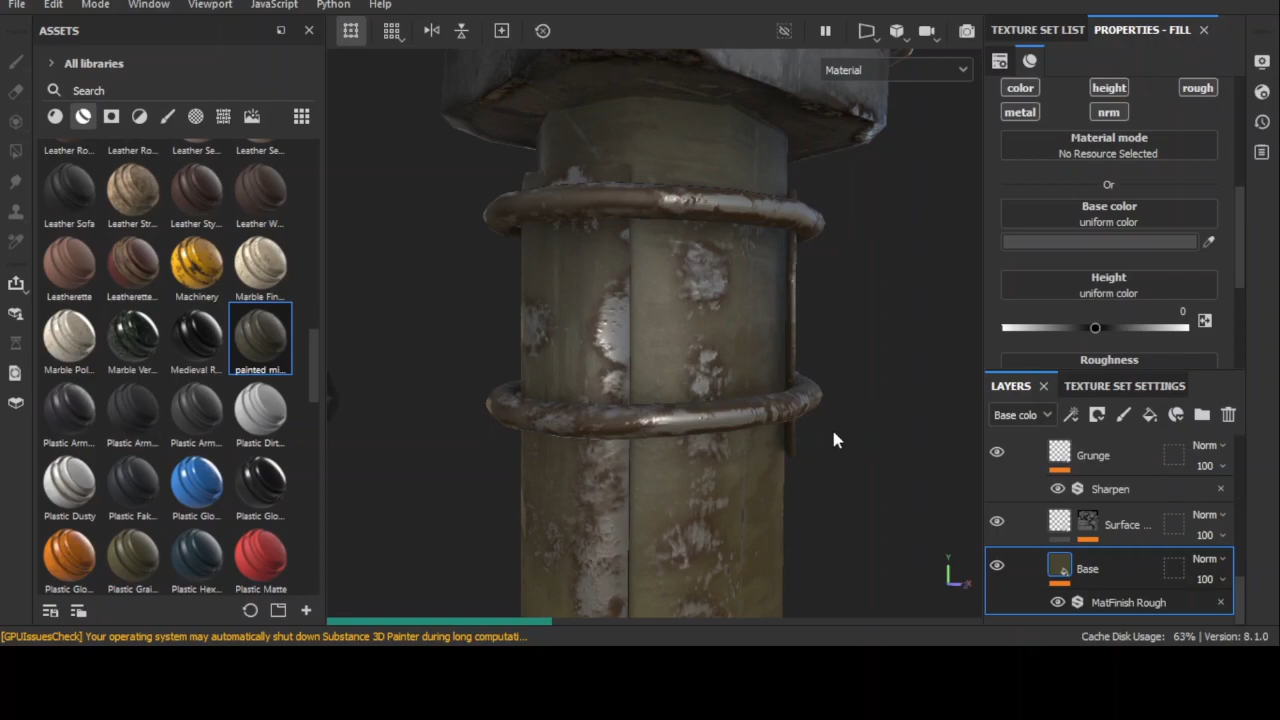 File Edit Mode Window Viewport JavaScript Python Help
ASSETS
All libraries
Search
Leather Ro... Leather Ro... Leather Se... Leather Se...
Leather Sofa Leather Str... Leather Sty... Leather W...
Leatherette Leatherette... Machinery Marble Fin...
Marble Pol... Marble Ver... Medieval R... painted mi...
Plastic Arm... Plastic Arm... Plastic Arm... Plastic Dirt...
Plastic Dusty Plastic Fak... Plastic Glo... Plastic Glo...
Plastic Glo... Plastic Grai... Plastic Hex... Plastic Matte
Material
Y
TEXTURE SET LIST PROPERTIES - FILL
color height rough
metal nrm
Material mode
No Resource Selected
Or
Base color
uniform color
Height
uniform color
0
Roughness
LAYERS TEXTURE SET SETTINGS
Base colo
Grunge Norm
100
Sharpen
Surface ... Norm
100
Base Norm
100
MatFinish Rough
[GPUIssuesCheck] Your operating system may automatically shut down Substance 3D Painter during long computati...
Cache Disk Usage: 63% | Version: 8.1.0